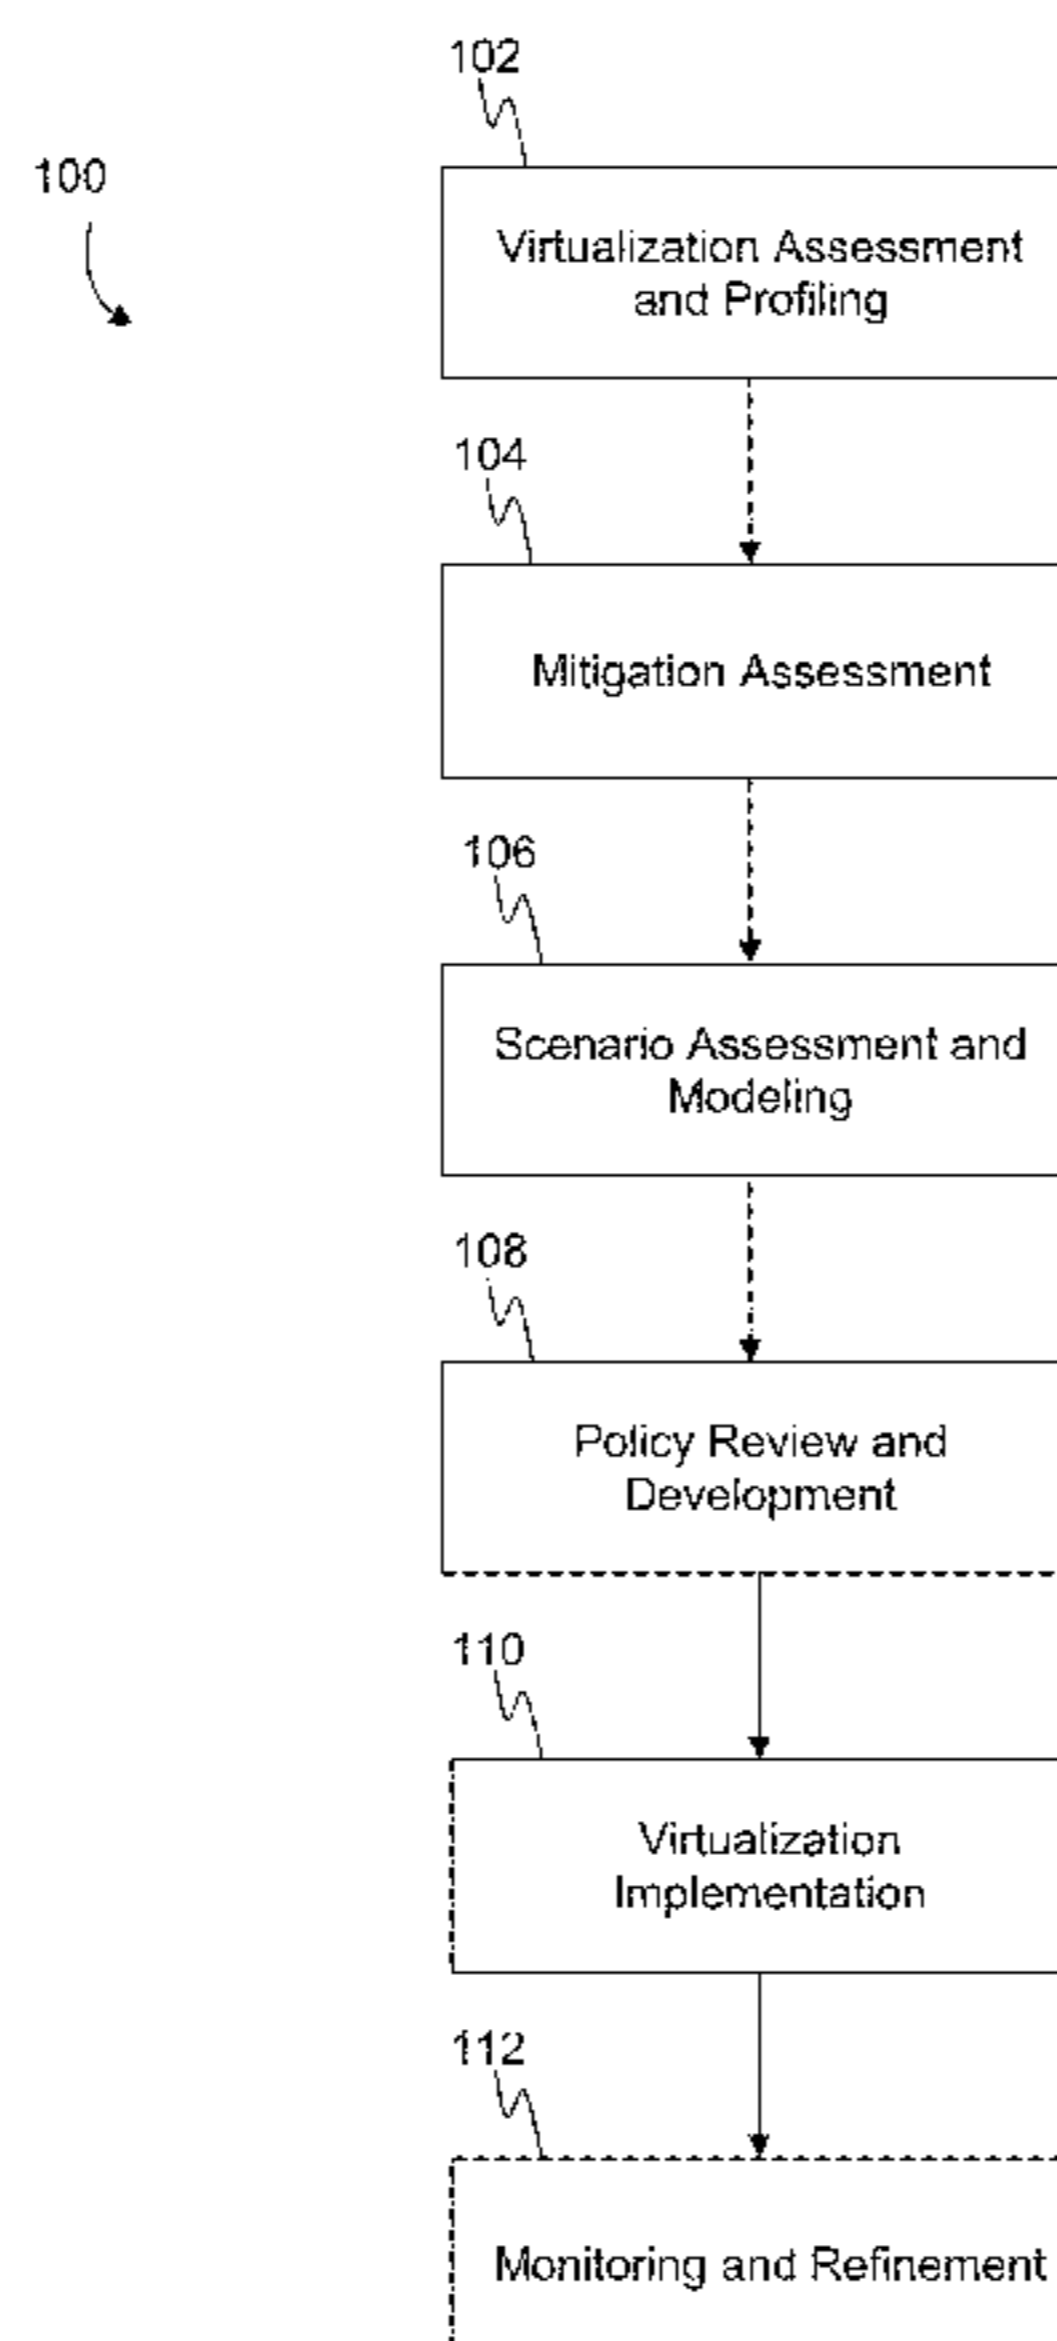 102
100
Virtualization Assessment
and Profiling
104
Mitigation Assessment
106
Scenario Assessment and
Modeling
108
Policy Review and
Development
110
Virtualization
Implementation
112
Monitoring and Refinement